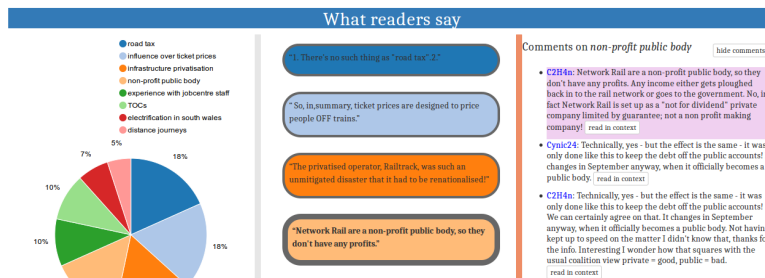 What readers say
road tax
influence over ticket prices
infrastructure privatisation
non-profit public body
experience with jobcentre staff
TOCs
electrification in south wales
distance journeys
5%
7%
18%
10%
18%
10%
"1. There's no such thing as "road tax".2."
" So, in,summary, ticket prices are designed to price
people OFF trains."
"The privatised operator, Railtrack, was such an
unmitigated disaster that it had to be renationalised!"
"Network Rail are a non-profit public body, so they
don't have any profits."
Comments on non-profit public body
hide comments
C2H4n: Network Rail are a non-profit public body, so they
don't have any profits. Any income either gets ploughed
back in to the rail network or goes to the government. No, in
fact Network Rail is set up as a "not for dividend" private
company limited by guarantee; not a non profit making
company! read in context
Cynic24: Technically, yes - but the effect is the same - it was
only done like this to keep the debt off the public accounts!
changes in September anyway, when it officially becomes a
public body. read in context
C2H4n: Technically, yes - but the effect is the same - it was
only done like this to keep the debt off the public accounts!
We can certainly agree on that. It changes in September
anyway, when it officially becomes a public body. Not having
kept up to speed on the matter I didn't know that, thanks for
the info. Interesting I wonder how that squares with the
usual coalition view private = good, public = bad.
read in context